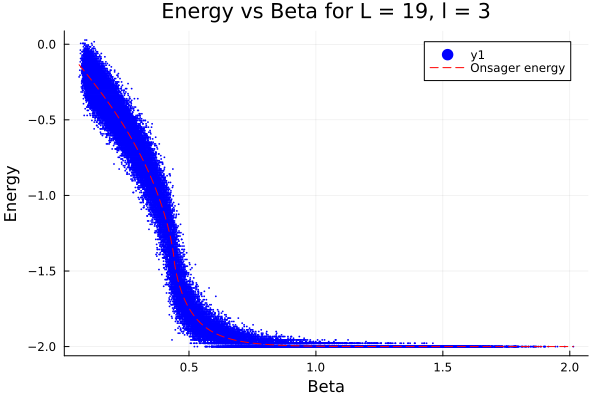 Energy vs Beta for L = 19, l = 3
y1
Onsager energy
Energy
0.0
−0.5
−1.0
−1.5
−2.0
0.5
1.0
1.5
2.0
Beta